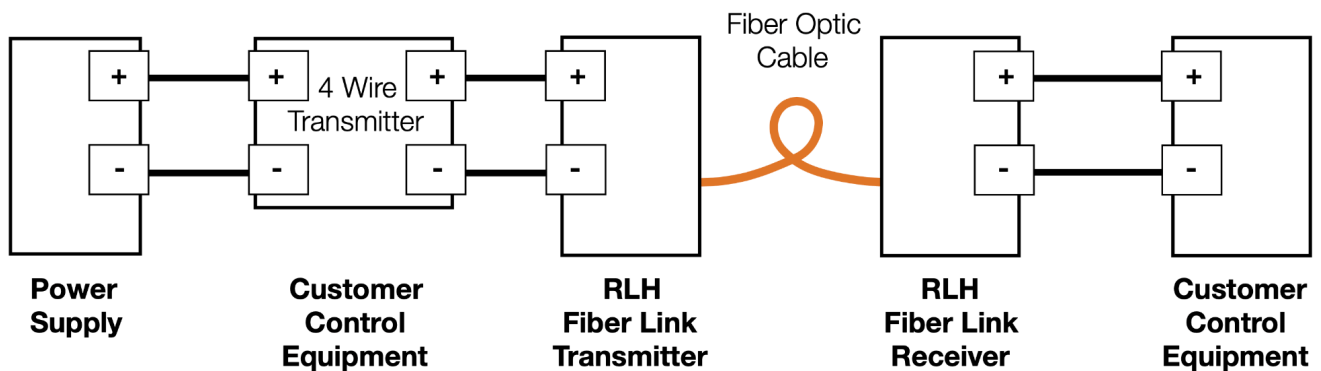 Fiber Optic
Cable
+
+
4 Wire
Transmitter
+
+
+
+
-
-
-
-
-
-
Power
Supply
Customer
Control
Equipment
RLH
Fiber Link
Transmitter
RLH
Fiber Link
Receiver
Customer
Control
Equipment